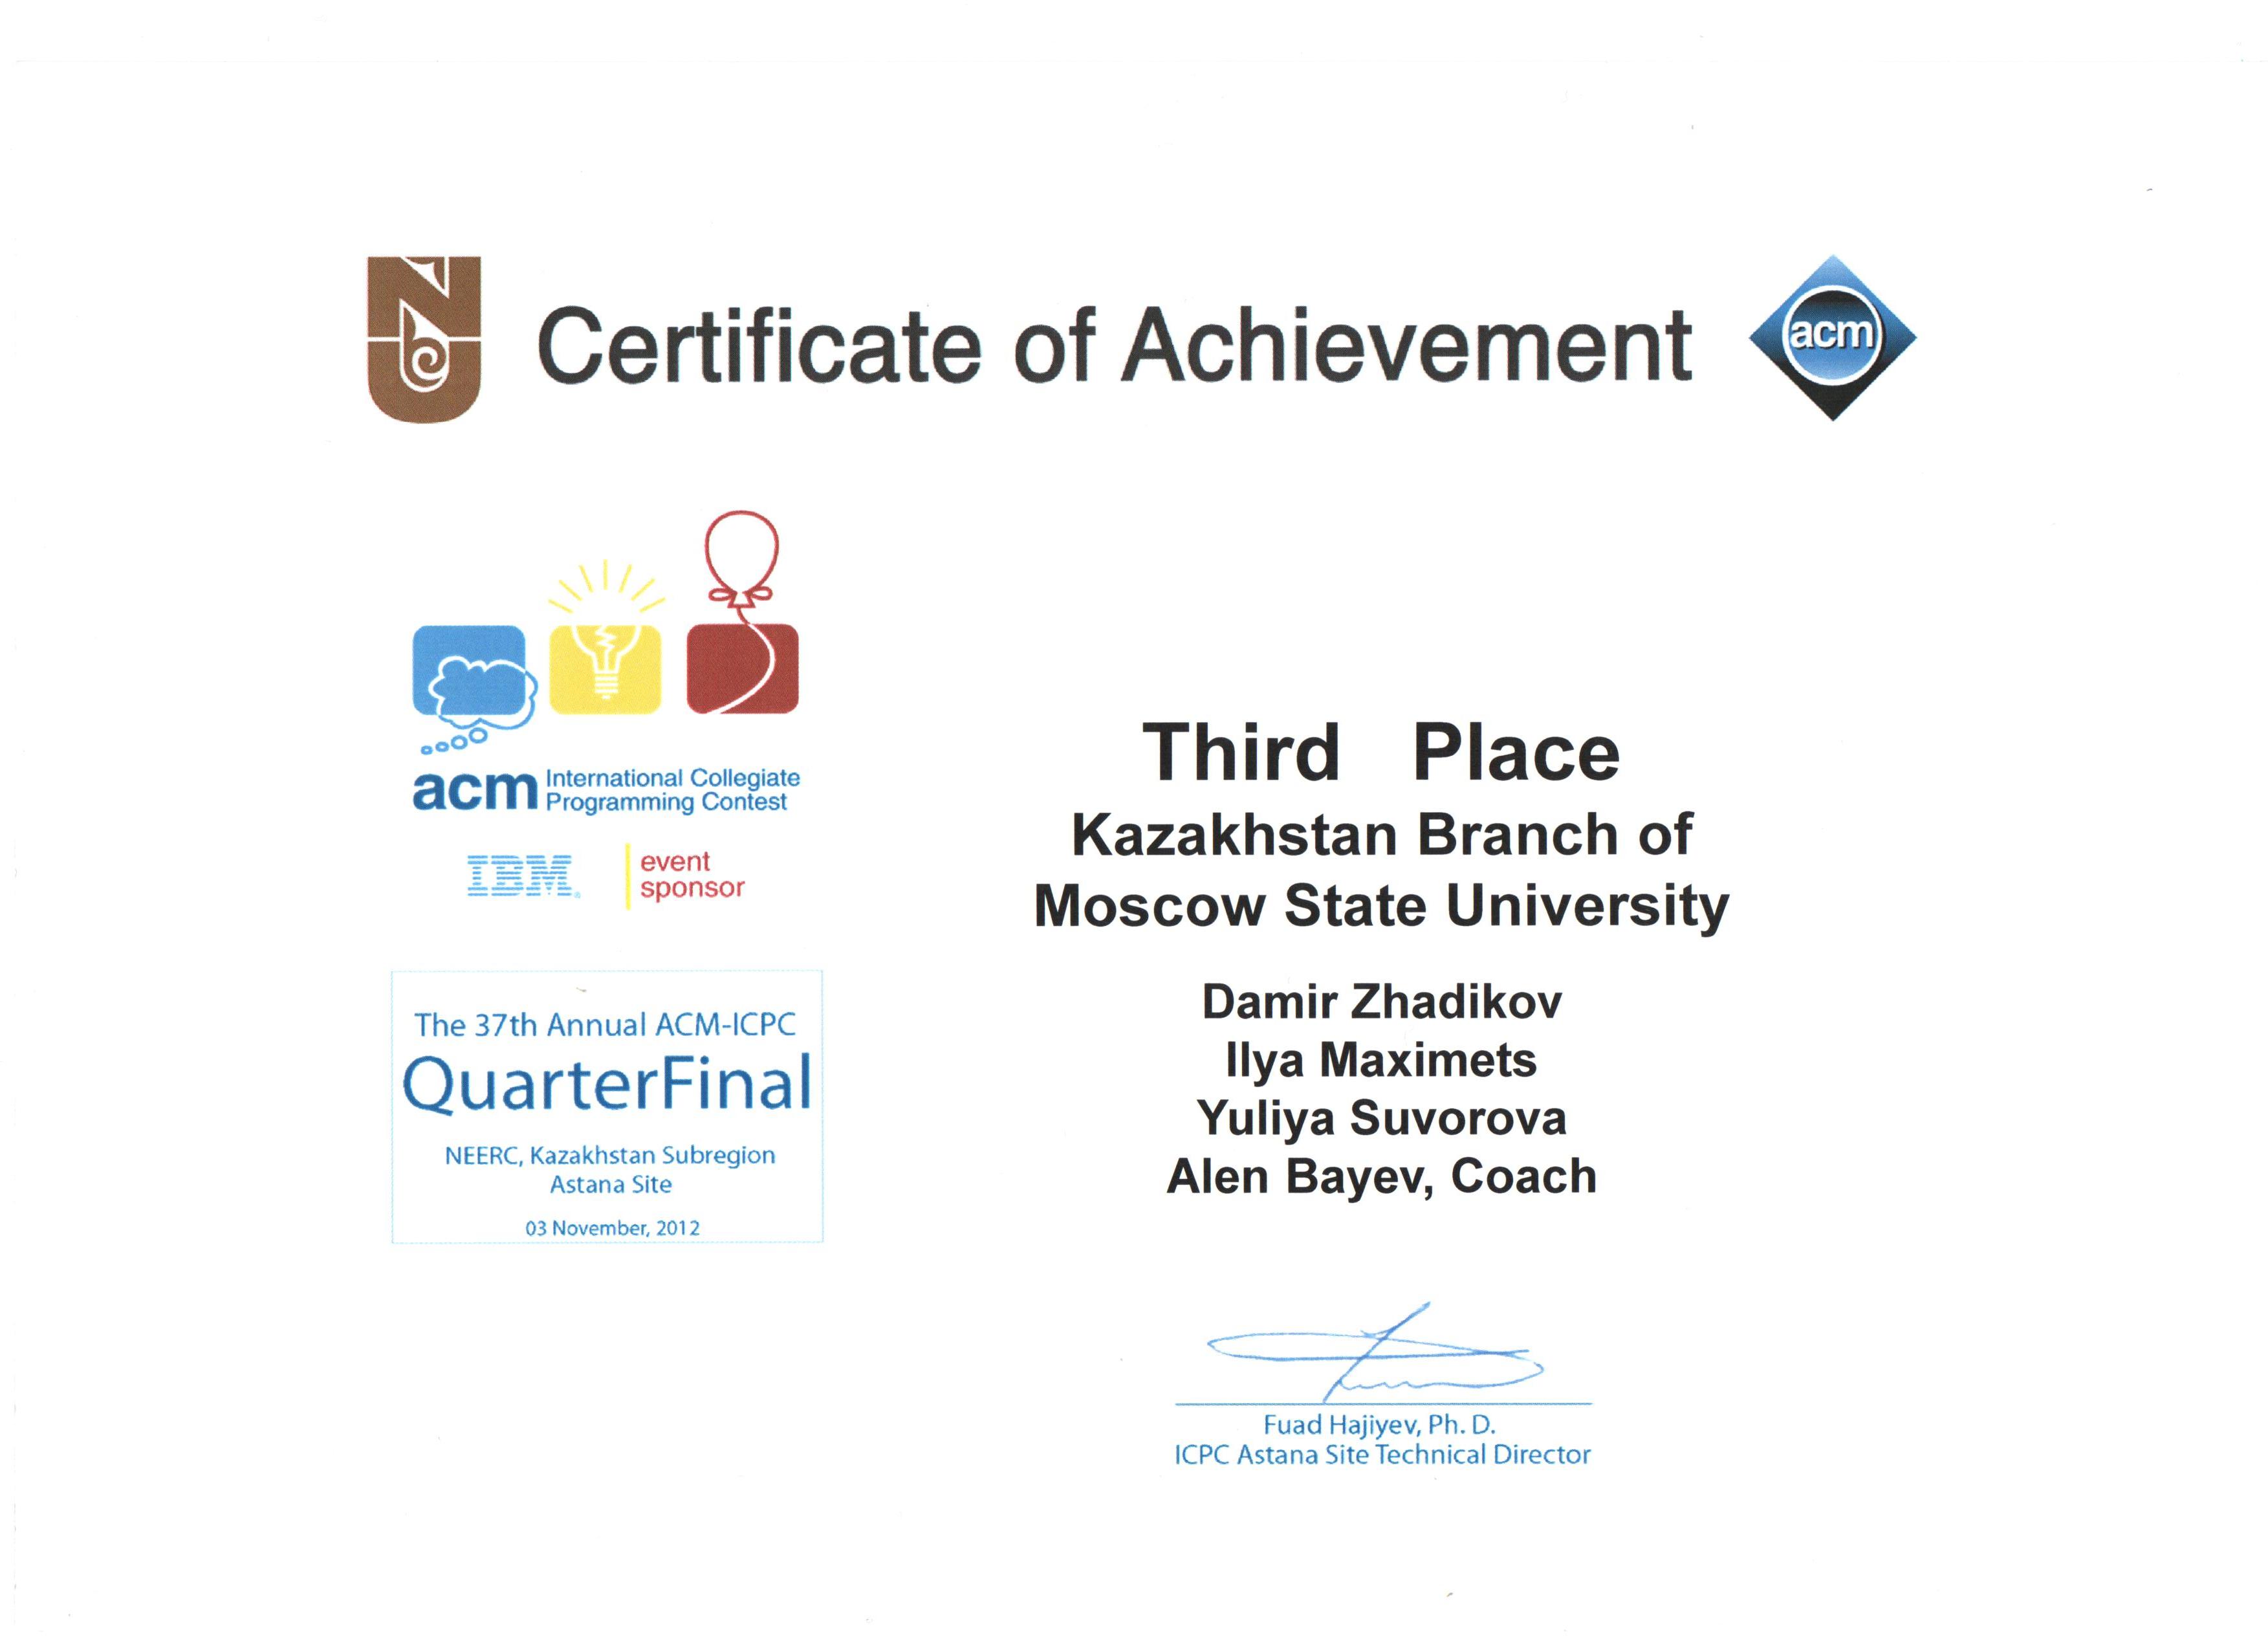 Certificate of Achievement
acm
acm International Collegiate
Programming Contest
IBM
event
sponsor
The 37th Annual ACM-ICPC
QuarterFinal
NEERC, Kazakhstan Subregion
Astana Site
03 November, 2012
Third Place
Kazakhstan Branch of
Moscow State University
Damir Zhadikov
Ilya Maximets
Yuliya Suvorova
Alen Bayev, Coach
Fuad Hajiyev, Ph. D.
ICPC Astana Site Technical Director